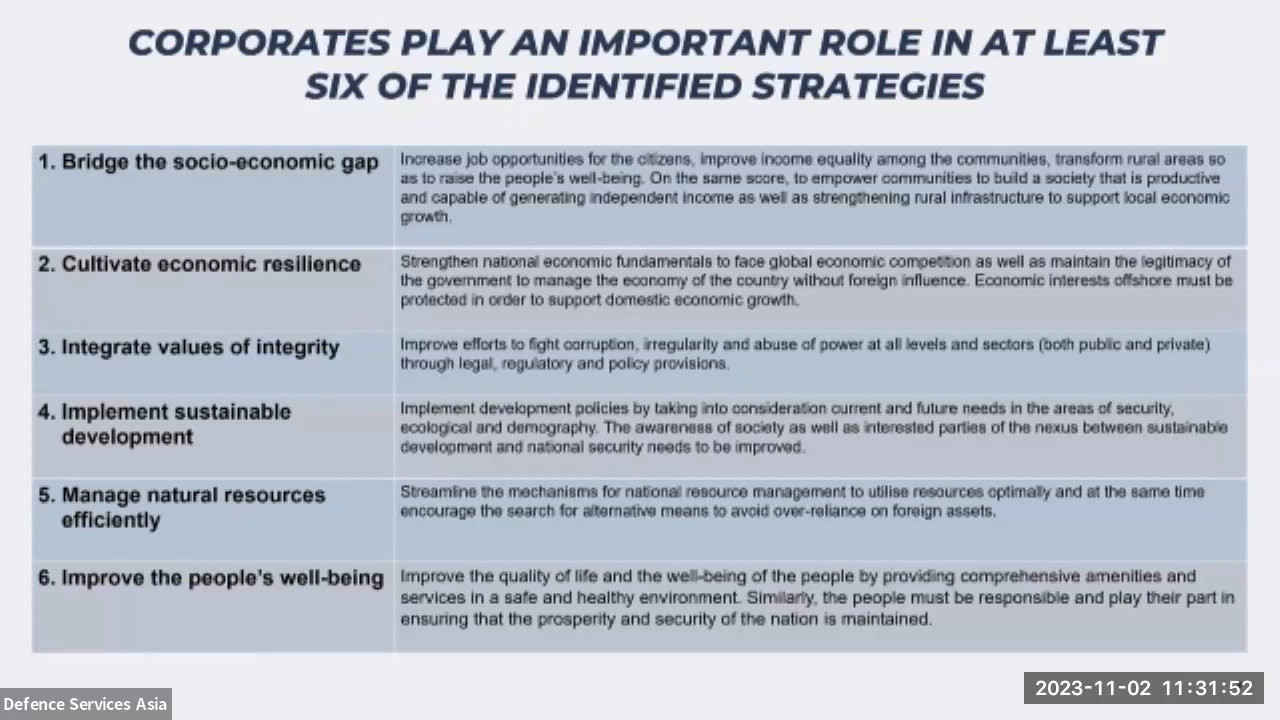 CORPORATES PLAY AN IMPORTANT ROLE IN AT LEAST
SIX OF THE IDENTIFIED STRATEGIES
1. Bridge the socio-economic gap
Increase job opportunities for the citizens, improve income equality among the communities, transform rural areas so
as to raise the people's well-being. On the same score, to empower communities to build a society that is productive
and capable of generating independent income as well as strengthening rural infrastructure to support local economic
growth.
2. Cultivate economic resilience
Strengthen national economic fundamentals to face global economic competition as well as maintain the legitimacy of
the government to manage the economy of the country without foreign influence. Economic interests offshore must be
protected in order to support domestic economic growth.
3. Integrate values of integrity
Improve efforts to fight corruption, irregularity and abuse of power at all levels and sectors (both public and private)
through legal, regulatory and policy provisions.
4. Implement sustainable
development
Implement development policies by taking into consideration current and future needs in the areas of security,
ecological and demography. The awareness of society as well as interested parties of the nexus between sustainable
development and national security needs to be improved.
5. Manage natural resources
efficiently
Streamline the mechanisms for national resource management to utilise resources optimally and at the same time
encourage the search for alternative means to avoid over-reliance on foreign assets.
6. Improve the people's well-being
Improve the quality of life and the well-being of the people by providing comprehensive amenities and
services in a safe and healthy environment. Similarly, the people must be responsible and play their part in
ensuring that the prosperity and security of the nation is maintained.
2023-11-02 11:31:52
Defence Services Asia